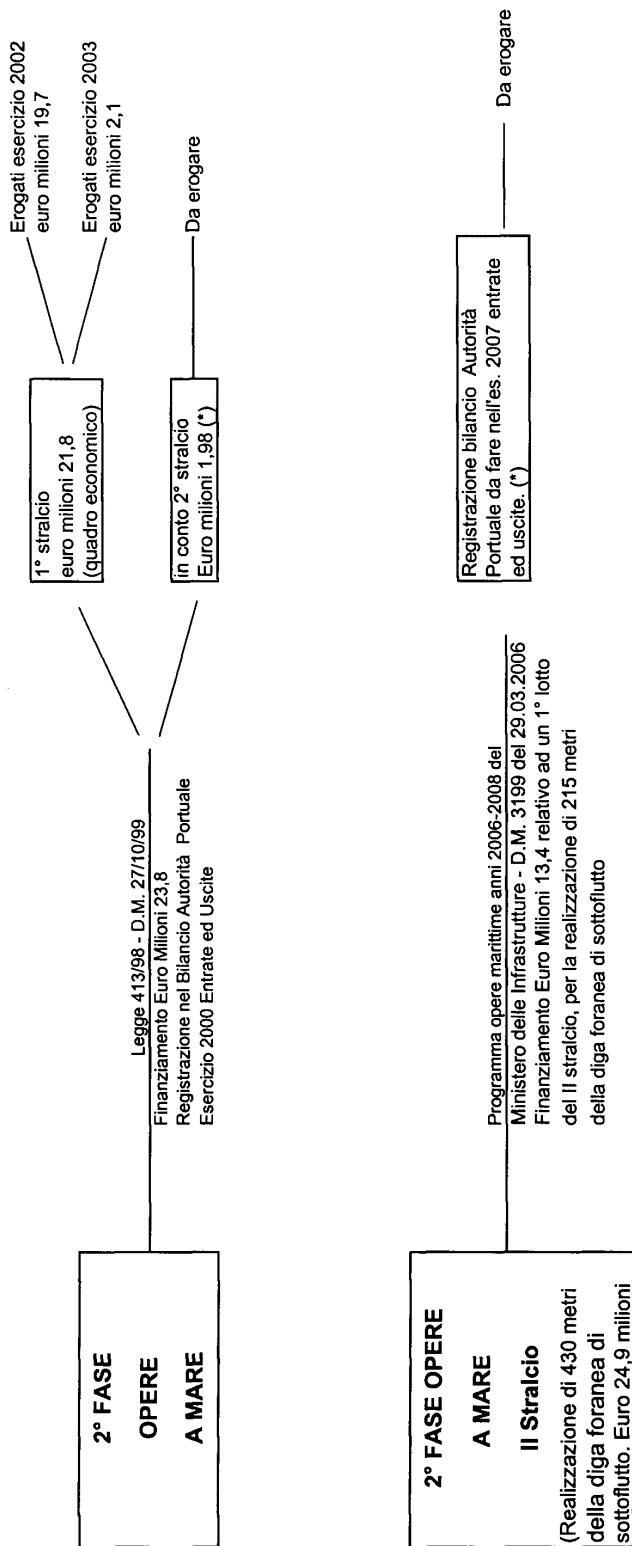 2° FASE
OPERE
A MARE
Legge 413/98 - D.M. 27/10/99
Finanziamento Euro Milioni 23,8
Registrazione nel Bilancio Autorità Portuale
Esercizio 2000 Entrate ed Uscite
1° stralcio
euro milioni 21,8
(quadro economico)
Erogati esercizio 2002
euro milioni 19,7
Erogati esercizio 2003
euro milioni 2,1
in conto 2° stralcio
Euro milioni 1,98 (*)
Da erogare
2° FASE OPERE
A MARE
II Stralcio
(Realizzazione di 430 metri
della diga foranea di
sottoflutto. Euro 24,9 milioni
Programma opere marittime anni 2006-2008 del
Ministero delle Infrastrutture - D.M. 3199 del 29.03.2006
Finanziamento Euro Milioni 13,4 relativo ad un 1° lotto
del II stralcio, per la realizzazione di 215 metri
della diga foranea di sottoflutto
Registrazione bilancio Autorità
Portuale da fare nell'es. 2007 entrate
ed uscite. (*)
Da erogare